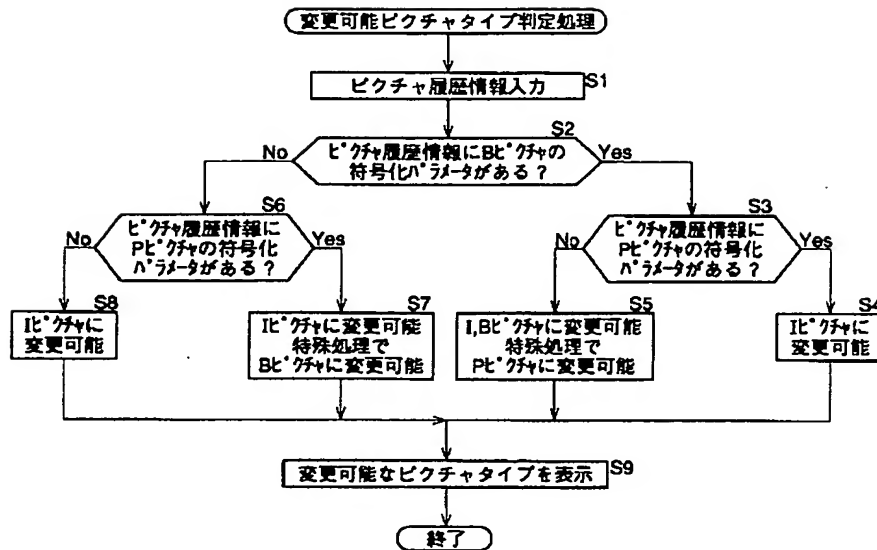 変更可能ピクチャタイプ判定処理
ピクチャ履歴情報入力
S1
S2
ﾋﾟｸﾁｬ履歴情報にBﾋﾟｸﾁｬの
符号化ﾊﾟﾗﾒｰﾀがある？
No
Yes
S6
ﾋﾟｸﾁｬ履歴情報に
Pﾋﾟｸﾁｬの符号化
ﾊﾟﾗﾒｰﾀがある？
No
Yes
S3
ﾋﾟｸﾁｬ履歴情報に
Pﾋﾟｸﾁｬの符号化
ﾊﾟﾗﾒｰﾀがある？
No
Yes
S8
Iﾋﾟｸﾁｬに
変更可能
S7
Iﾋﾟｸﾁｬに変更可能
特殊処理で
Bﾋﾟｸﾁｬに変更可能
S5
I,Bﾋﾟｸﾁｬに変更可能
特殊処理で
Pﾋﾟｸﾁｬに変更可能
S4
Iﾋﾟｸﾁｬに
変更可能
変更可能なピクチャタイプを表示
S9
終了